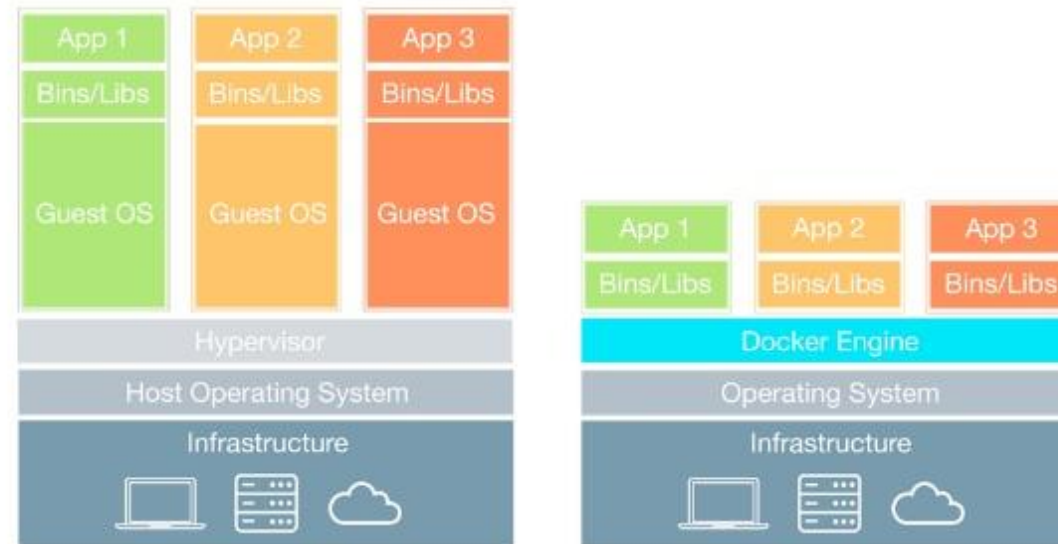 App 1
App 2
App 3
Bins/Libs
Bins/Libs
Bins/Libs
Guest OS
Guest OS
Guest OS
Hypervisor
Host Operating System
Infrastructure
App 1
App 2
App 3
Bins/Libs
Bins/Libs
Bins/Libs
Docker Engine
Operating System
Infrastructure